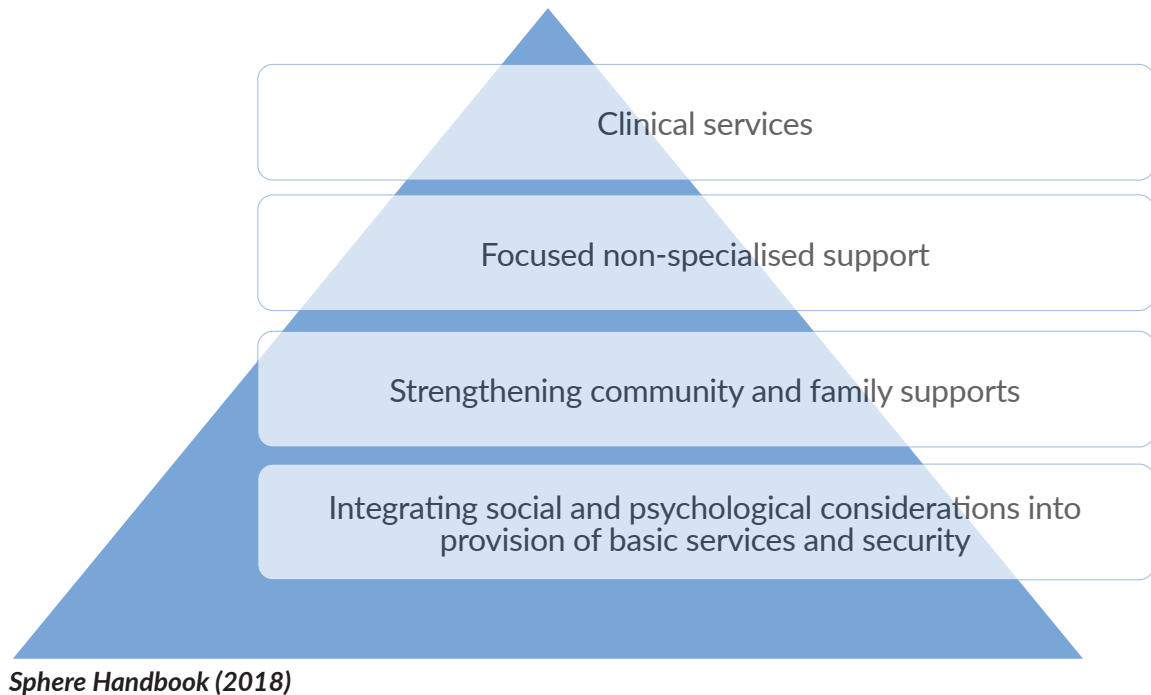 Clinical services
Focused non-specialised support
Strengthening community and family supports
Integrating social and psychological considerations into
provision of basic services and security
Sphere Handbook (2018)